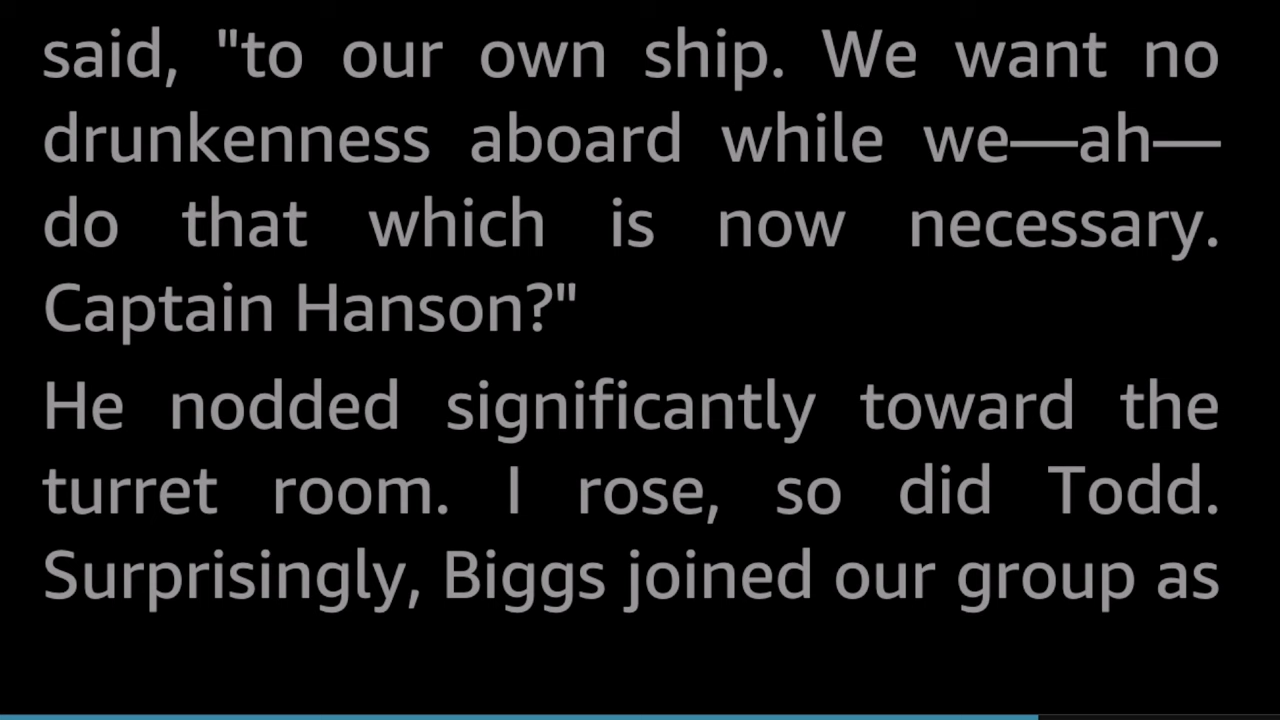 said, "to our own ship. We want no
drunkenness aboard while we—ah—
do that which is now necessary.
Captain Hanson?"
He nodded significantly toward the
turret room. I rose, so did Todd.
Surprisingly, Biggs joined our group as